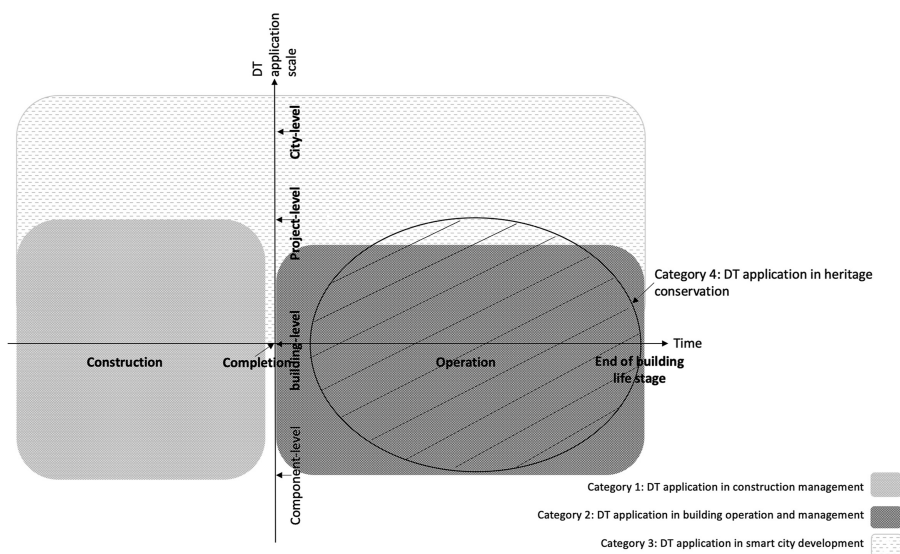 DT
application
scale
City-level
Project-level
building-level
Component-level
Time
Construction
Completion
Operation
End of building
life stage
Category 4: DT application in heritage
conservation
Category 1: DT application in construction management
Category 2: DT application in building operation and management
Category 3: DT application in smart city development